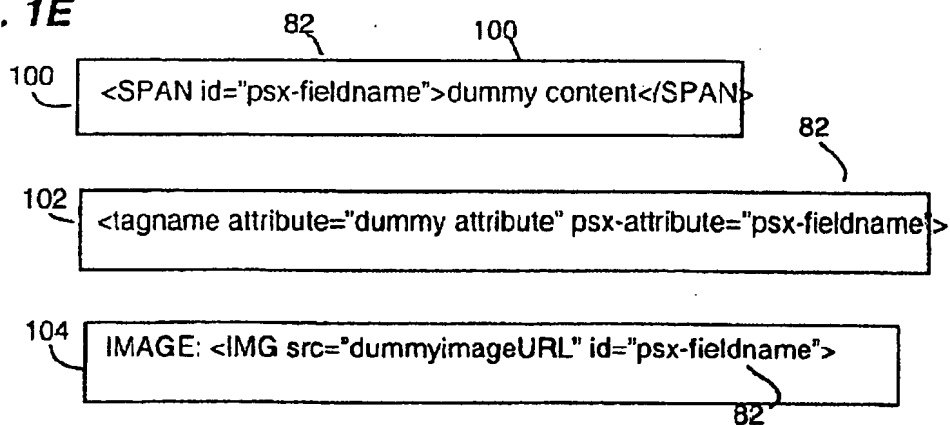 . 1E
82 100
100 <SPAN id="psx-fieldname">dummy content</SPAN>
82
102 <tagname attribute="dummy attribute" psx-attribute="psx-fieldname">
104 IMAGE: <IMG src="dummyimageURL" id="psx-fieldname">
82